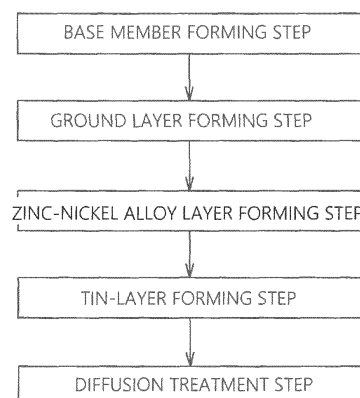 BASE MEMBER FORMING STEP
GROUND LAYER FORMING STEP
ZINC-NICKEL ALLOY LAYER FORMING STEP
TIN-LAYER FORMING STEP
DIFFUSION TREATMENT STEP